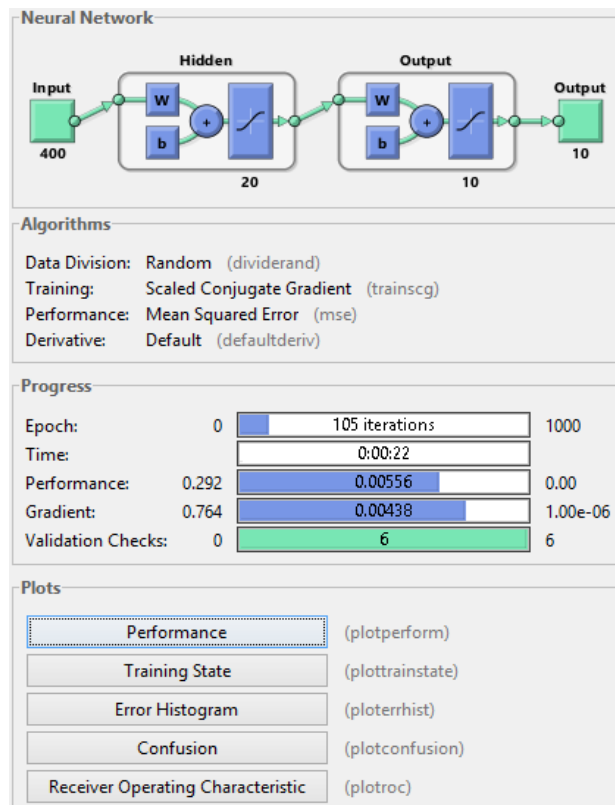 Neural Network
Hidden Output
Input Output
W W
+ +
b b
400 10
20 10
Algorithms
Data Division: Random (dividerand)
Training: Scaled Conjugate Gradient (trainscg)
Performance: Mean Squared Error (mse)
Derivative: Default (defaultderiv)
Progress
Epoch: 0 105 iterations 1000
Time: 0:00:22
Performance: 0.292 0.00556 0.00
Gradient: 0.764 0.00438 1.00e-06
Validation Checks: 0 6 6
Plots
Performance (plotperform)
Training State (plottrainstate)
Error Histogram (ploterrhist)
Confusion (plotconfusion)
Receiver Operating Characteristic (plotroc)